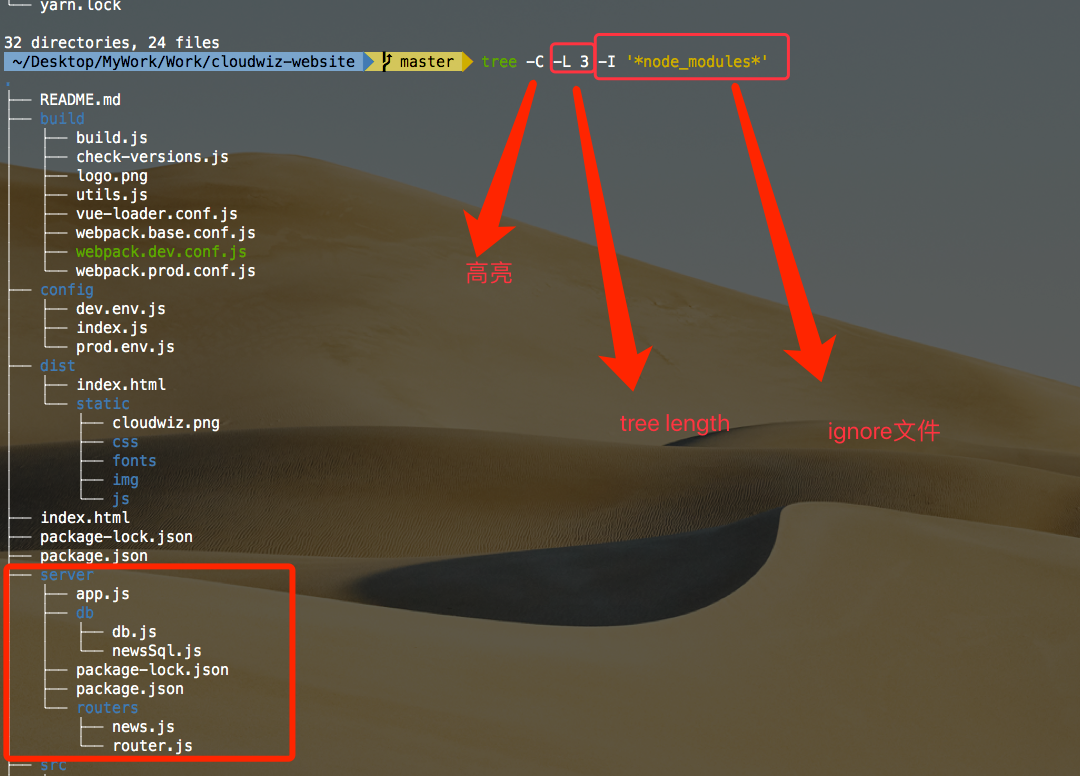 └── yarn.lock
32 directories, 24 files
~/Desktop/MyWork/Work/cloudwiz-website master tree -C -L 3 -I '*node_modules*'
.
├── README.md
├── build
│   ├── build.js
│   ├── check-versions.js
│   ├── logo.png
│   ├── utils.js
│   ├── vue-loader.conf.js
│   ├── webpack.base.conf.js
│   ├── webpack.dev.conf.js
│   └── webpack.prod.conf.js
高亮
├── config
│   ├── dev.env.js
│   ├── index.js
│   └── prod.env.js
├── dist
│   ├── index.html
│   └── static
│       ├── cloudwiz.png
tree length
ignore文件
│       ├── css
│       ├── fonts
│       ├── img
│       └── js
├── index.html
├── package-lock.json
├── package.json
├── server
│   ├── app.js
│   ├── db
│   │   ├── db.js
│   │   └── newsSql.js
│   ├── package-lock.json
│   ├── package.json
│   └── routers
│       ├── news.js
│       └── router.js
├── src